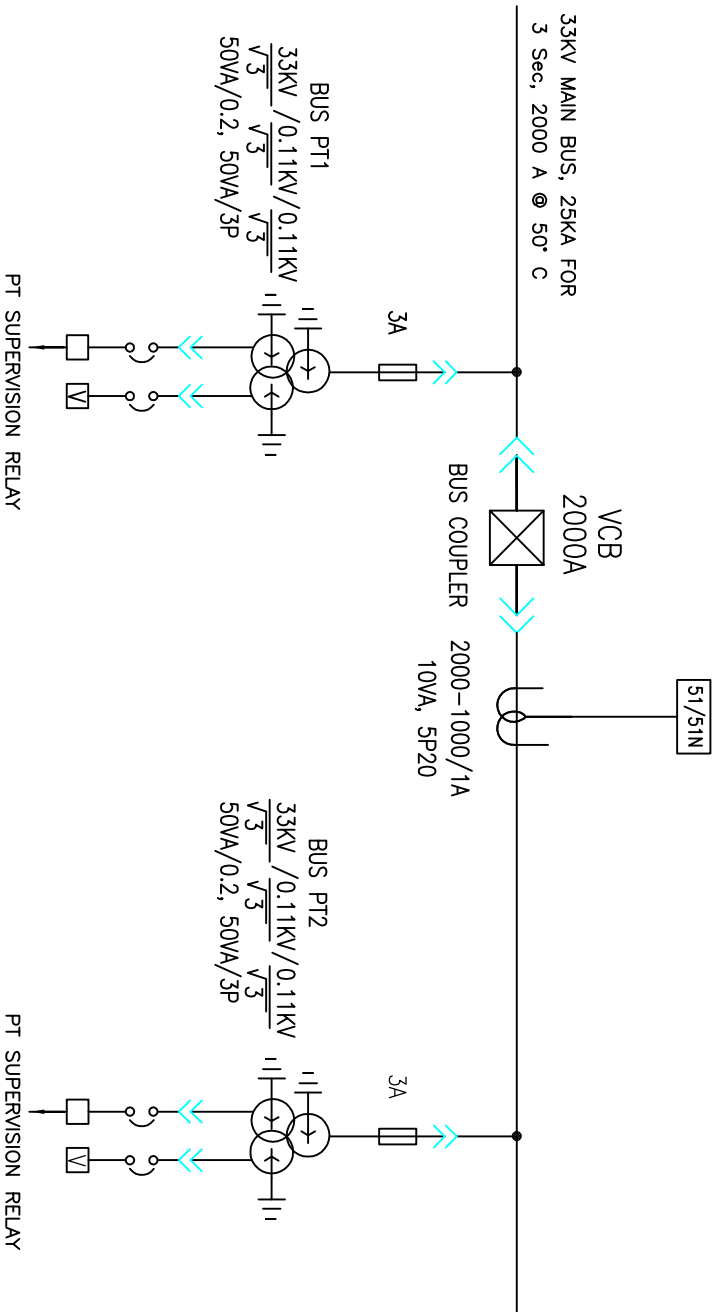 33KV MAIN BUS, 25KA FOR
3 Sec, 2000 A @ 50° C
BUS PT1
33KV /0.11KV/0.11KV
√3 √3 √3
50VA/0.2, 50VA/3P
3A
V
PT SUPERVISION RELAY
VCB
2000A
BUS COUPLER
2000-1000/1A
10VA, 5P20
51/51N
BUS PT2
33KV /0.11KV/0.11KV
√3 √3 √3
50VA/0.2, 50VA/3P
3A
V
PT SUPERVISION RELAY